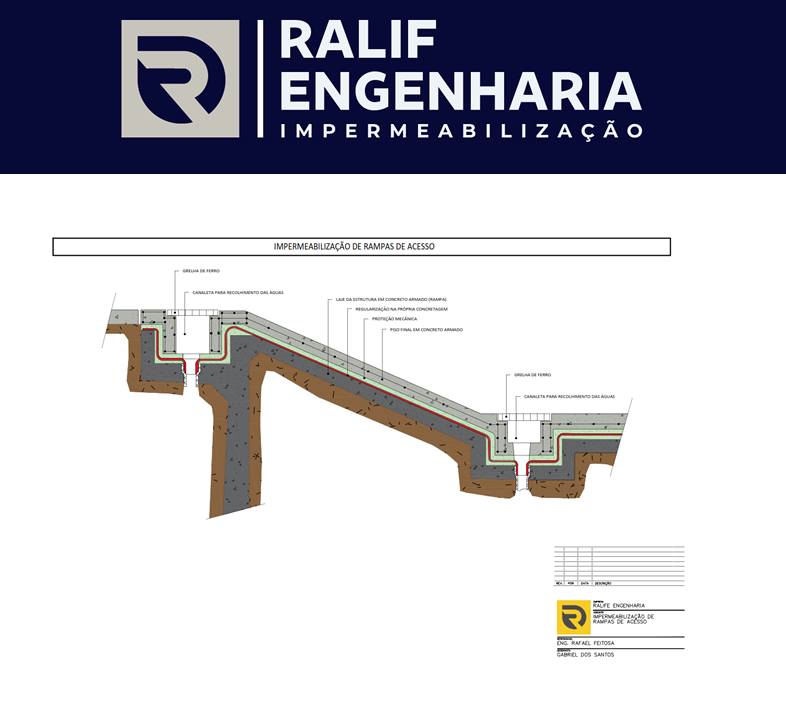 RALIF
ENGENHARIA
IMPERMEABILIZAÇÃO
IMPERMEABILIZAÇÃO DE RAMPAS DE ACESSO
GRELHA DE FERRO
CANALETA PARA RECOLHIMENTO DAS ÁGUAS
LAJE DA ESTRUTURA EM CONCRETO ARMADO (RAMPA)
REGULARIZAÇÃO NA PRÓPRIA CONCRETAGEM
PROTEÇÃO MECÂNICA
PISO FINAL EM CONCRETO ARMADO
GRELHA DE FERRO
CANALETA PARA RECOLHIMENTO DAS ÁGUAS
REV. POR DATA DESCRIÇÃO
RALIFE ENGENHARIA
IMPERMEABILIZAÇÃO DE
RAMPAS DE ACESSO
ENG. RAFAEL FEITOSA
GABRIEL DOS SANTOS